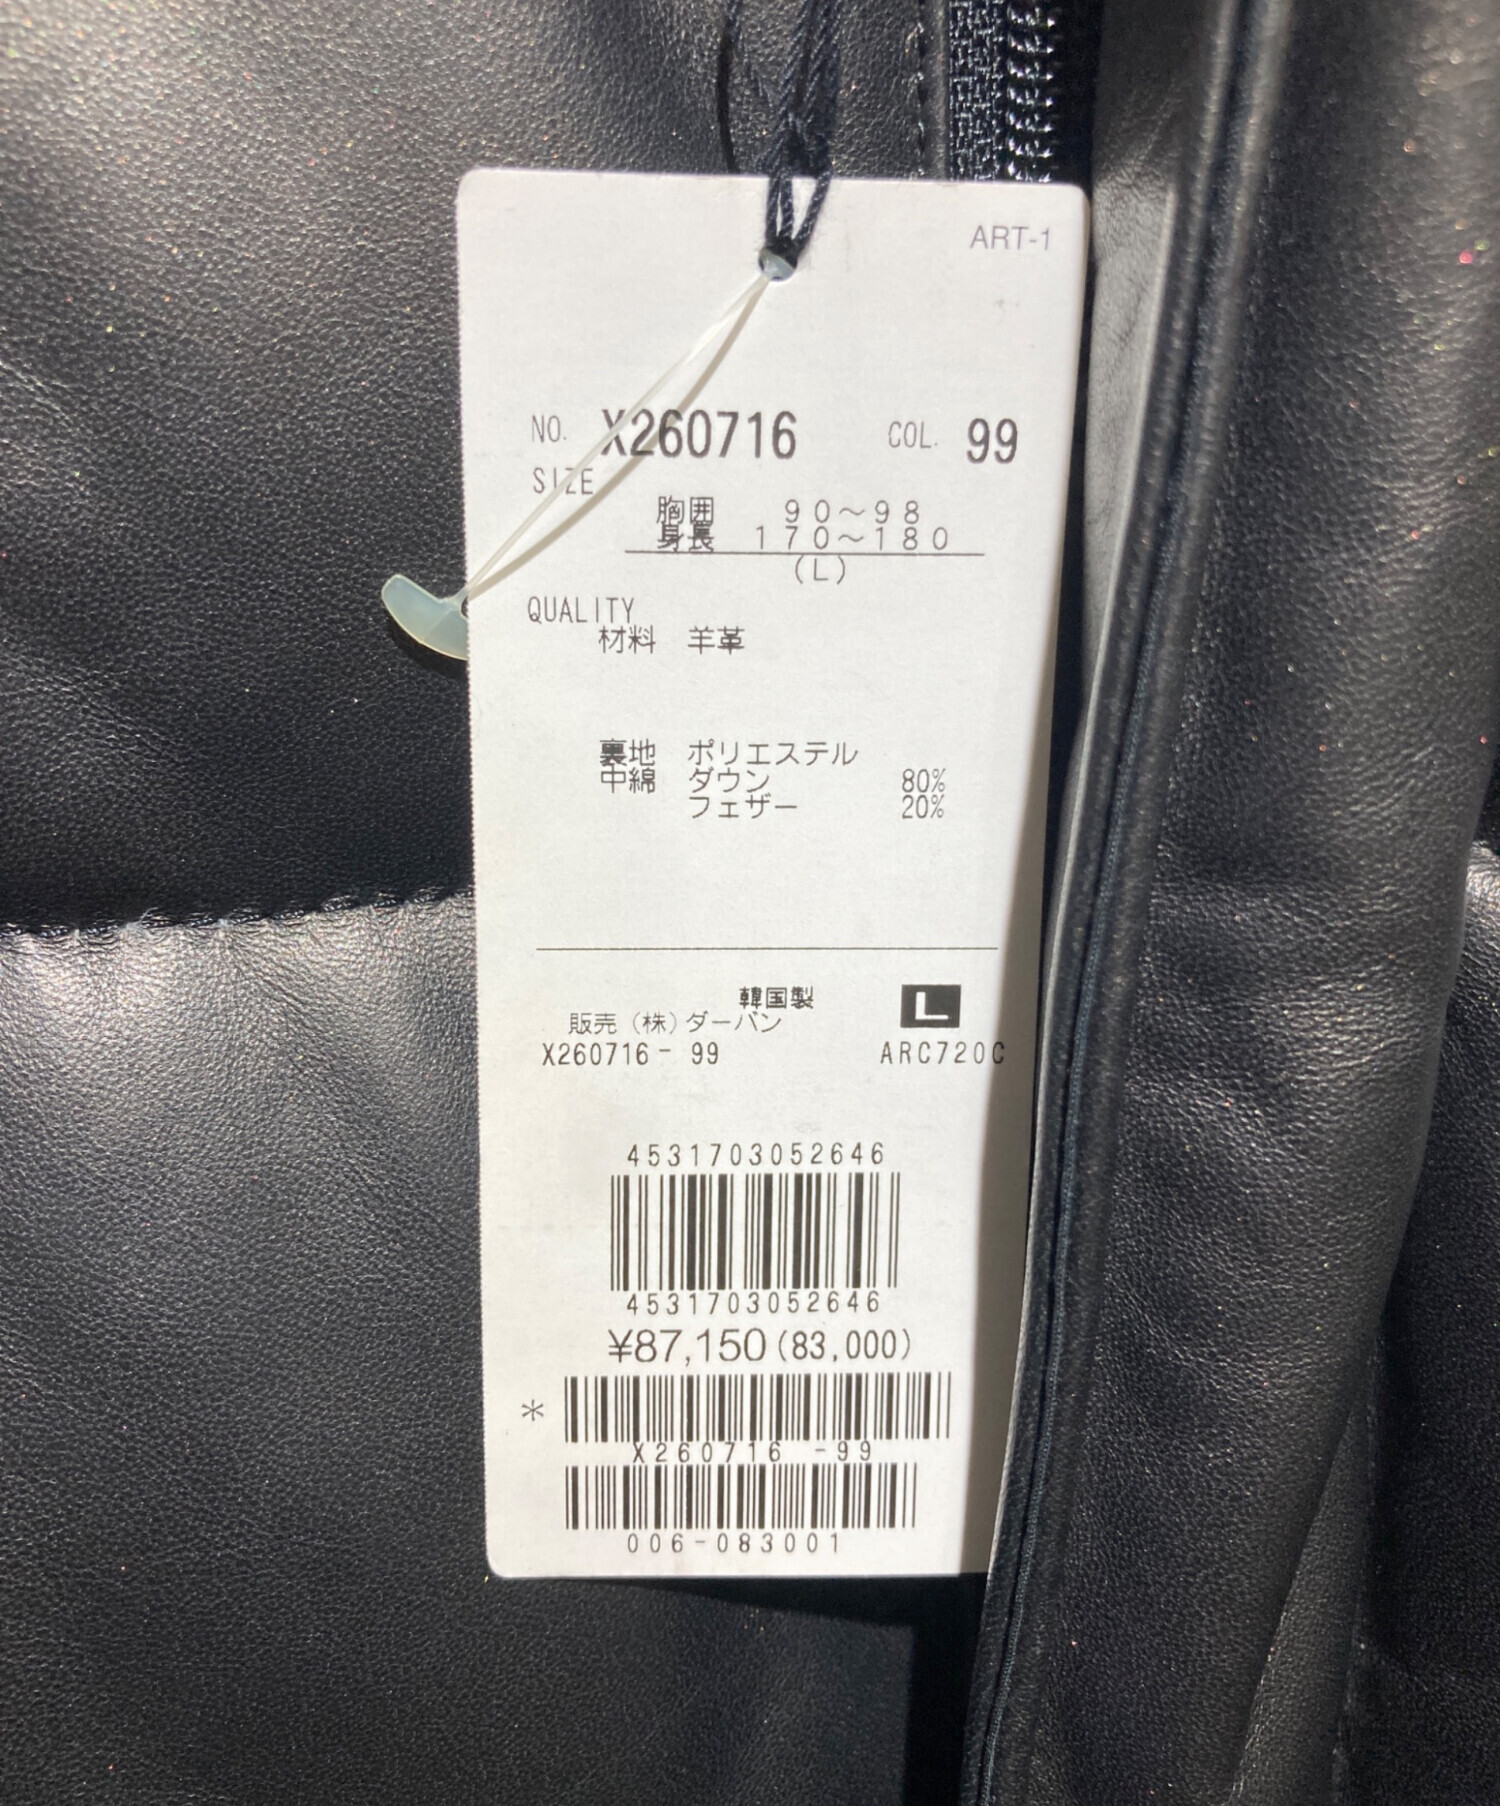 ART-1
NO. X260716 COL. 99
SIZE
胸囲 90～98
身長 170～180
(L)
QUALITY
材料 羊革
裏地 ポリエステル
中綿 ダウン 80%
フェザー 20%
韓国製
L
販売(株)ダーバン
X260716- 99 ARC720C
4531703052646
4531703052646
¥87,150(83,000)
*
X260716 -99
006-083001